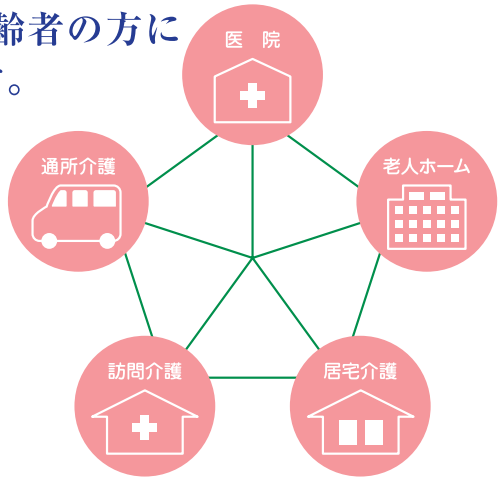 齢者の方に
。
医 院
通所介護
老人ホーム
訪問介護
居宅介護